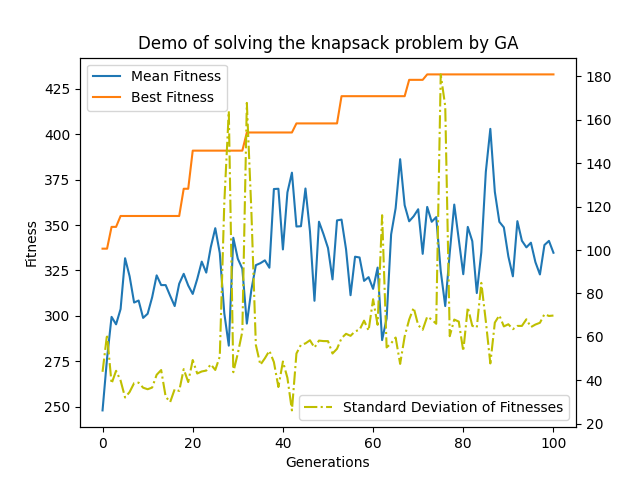 Demo of solving the knapsack problem by GA
Mean Fitness
Best Fitness
425
400
375
350
325
300
275
250
Fitness
180
160
140
120
100
80
60
40
20
Standard Deviation of Fitnesses
0 20 40 60 80 100
Generations